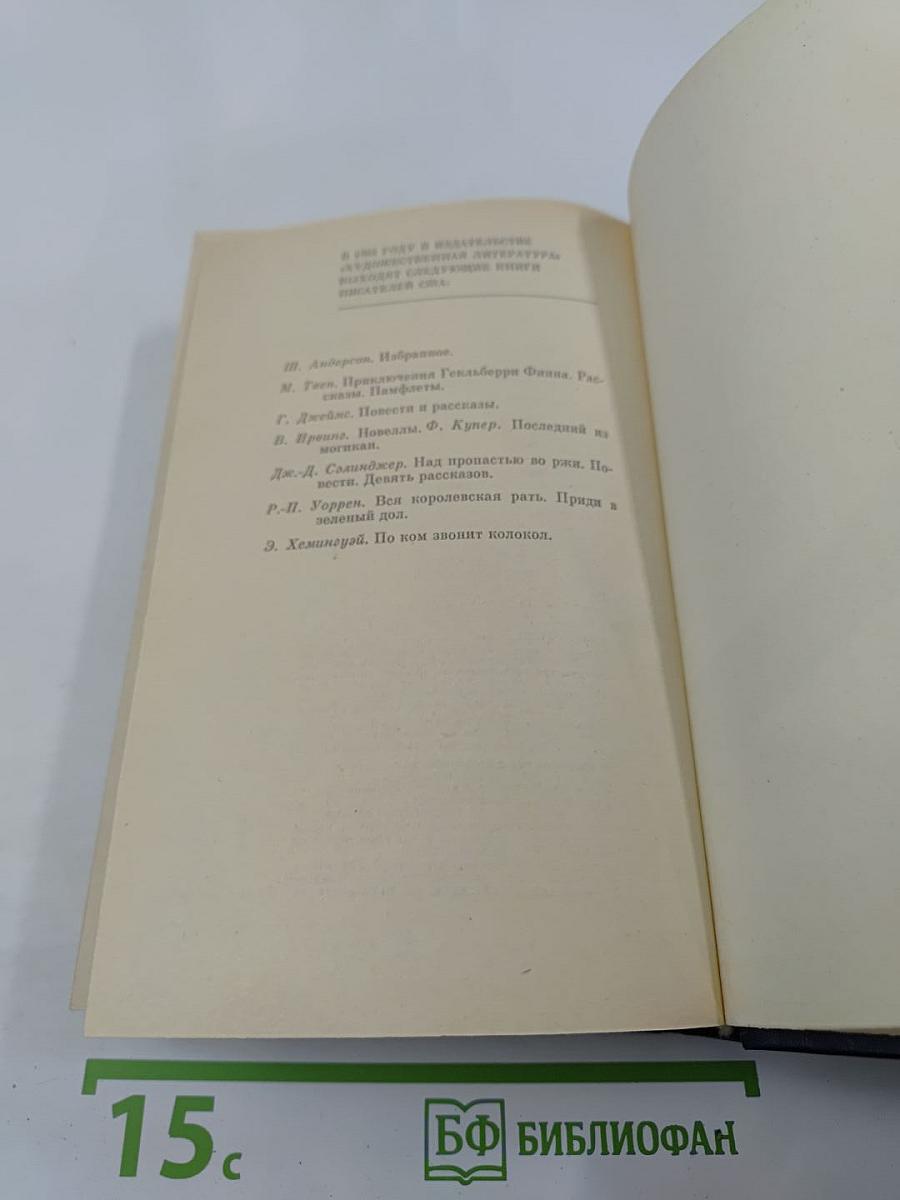 В ГОДУ В ИЗДАТЕЛЬСТВЕ
«ХУДОЖЕСТВЕННАЯ ЛИТЕРАТУРА»
ВЫХОДЯТ СЛЕДУЮЩИЕ КНИГИ
ПИСАТЕЛЕЙ США:
Ш. Андерсон. Избранное.
М. Твен. Приключения Гекльберри Финна. Рас-
сказы. Памфлеты.
Г. Джеймс. Повести и рассказы.
В. Ирвинг. Новеллы. Ф. Купер. Последний из
могикан.
Дж.-Д. Сэлинджер. Над пропастью во ржи. По-
вести. Девять рассказов.
Р.-П. Уоррен. Вся королевская рать. Приди в
зеленый дол.
Э. Хемингуэй. По ком звонит колокол.
15 с
БФ БИБЛИОФАН